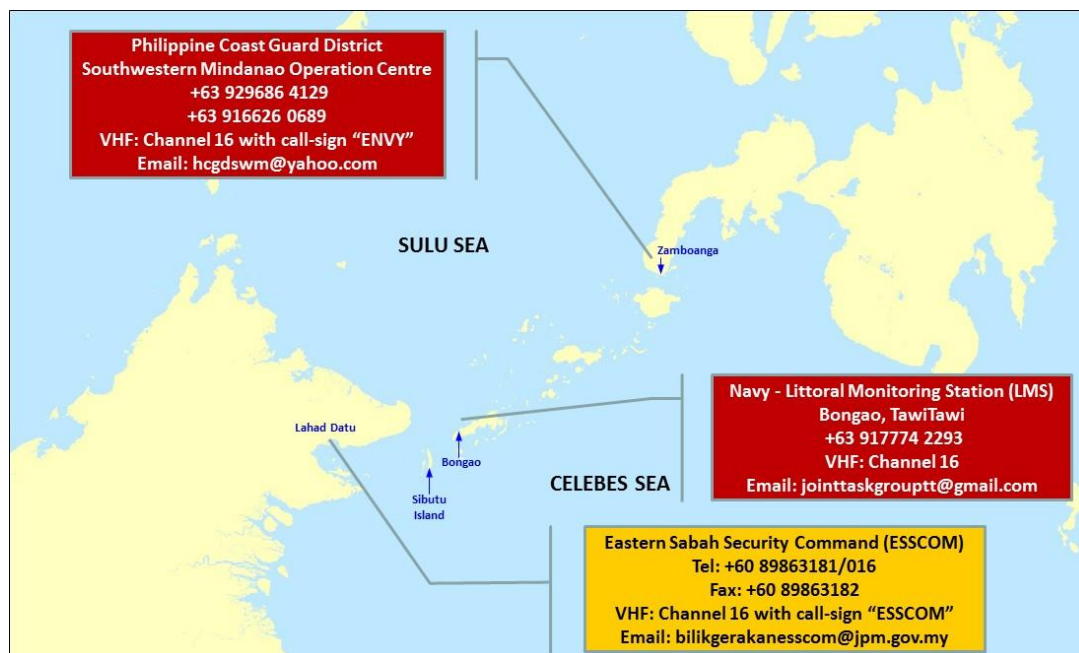 Philippine Coast Guard District
Southwestern Mindanao Operation Centre
+63 929686 4129
+63 916626 0689
VHF: Channel 16 with call-sign “ENVY”
Email: hcgdswm@yahoo.com
SULU SEA
Zamboanga
Navy - Littoral Monitoring Station (LMS)
Bongao, TawiTawi
+63 917774 2293
VHF: Channel 16
Email: jointtaskgrouptt@gmail.com
Lahad Datu
Bongao
Sibutu
Island
CELEBES SEA
Eastern Sabah Security Command (ESSCOM)
Tel: +60 89863181/016
Fax: +60 89863182
VHF: Channel 16 with call-sign “ESSCOM”
Email: bilikgerakanesscom@jpm.gov.my